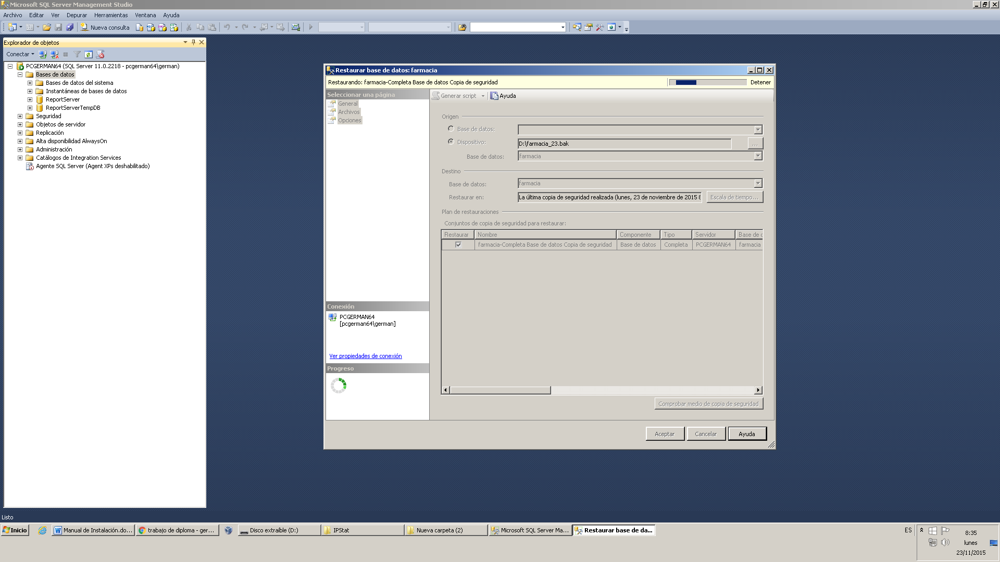 Microsoft SQL Server Management Studio
Archivo Editar Ver Depurar Herramientas Ventana Ayuda
Nueva consulta
Explorador de objetos
Conectar
PCGERMAN64 (SQL Server 11.0.2218 - pcgerman64\german)
Bases de datos
Bases de datos del sistema
Instantáneas de bases de datos
ReportServer
ReportServerTempDB
Seguridad
Objetos de servidor
Replicación
Alta disponibilidad AlwaysOn
Administración
Catálogos de Integration Services
Agente SQL Server (Agent XPs deshabilitado)
Restaurar base de datos: farmacia
Restaurando: farmacia-Completa Base de datos Copia de seguridad
Detener
Seleccionar una página
General
Archivos
Opciones
Generar script
Ayuda
Origen
Base de datos:
Dispositivo: D:\farmacia_23.bak ...
Base de datos: farmacia
Destino
Base de datos: farmacia
Restaurar en: La última copia de seguridad realizada (lunes, 23 de noviembre de 2015 8 Escala de tiempo...
Plan de restauraciones
Conjuntos de copia de seguridad para restaurar:
Restaurar Nombre Componente Tipo Servidor Base de d
farmacia-Completa Base de datos Copia de seguridad Base de datos Completa PCGERMAN64 farmacia
Conexión
PCGERMAN64
[pcgerman64\german]
Ver propiedades de conexión
Progreso
Comprobar medio de copia de seguridad
Aceptar Cancelar Ayuda
Listo
Inicio
Manual de Instalación.do...
trabajo de diploma - ger...
Disco extraíble (D:)
IPStat
Nueva carpeta (2)
Microsoft SQL Server Ma...
Restaurar base de da...
ES
8:35
lunes
23/11/2015